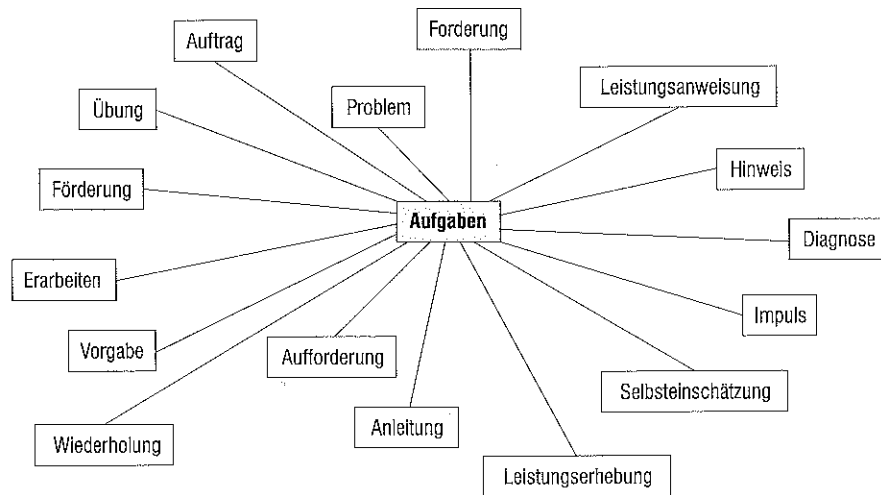 Forderung
Auftrag
Leistungsanweisung
Übung
Problem
Hinweis
Förderung
Aufgaben
Diagnose
Erarbeiten
Impuls
Vorgabe
Aufforderung
Selbsteinschätzung
Anleitung
Wiederholung
Leistungserhebung